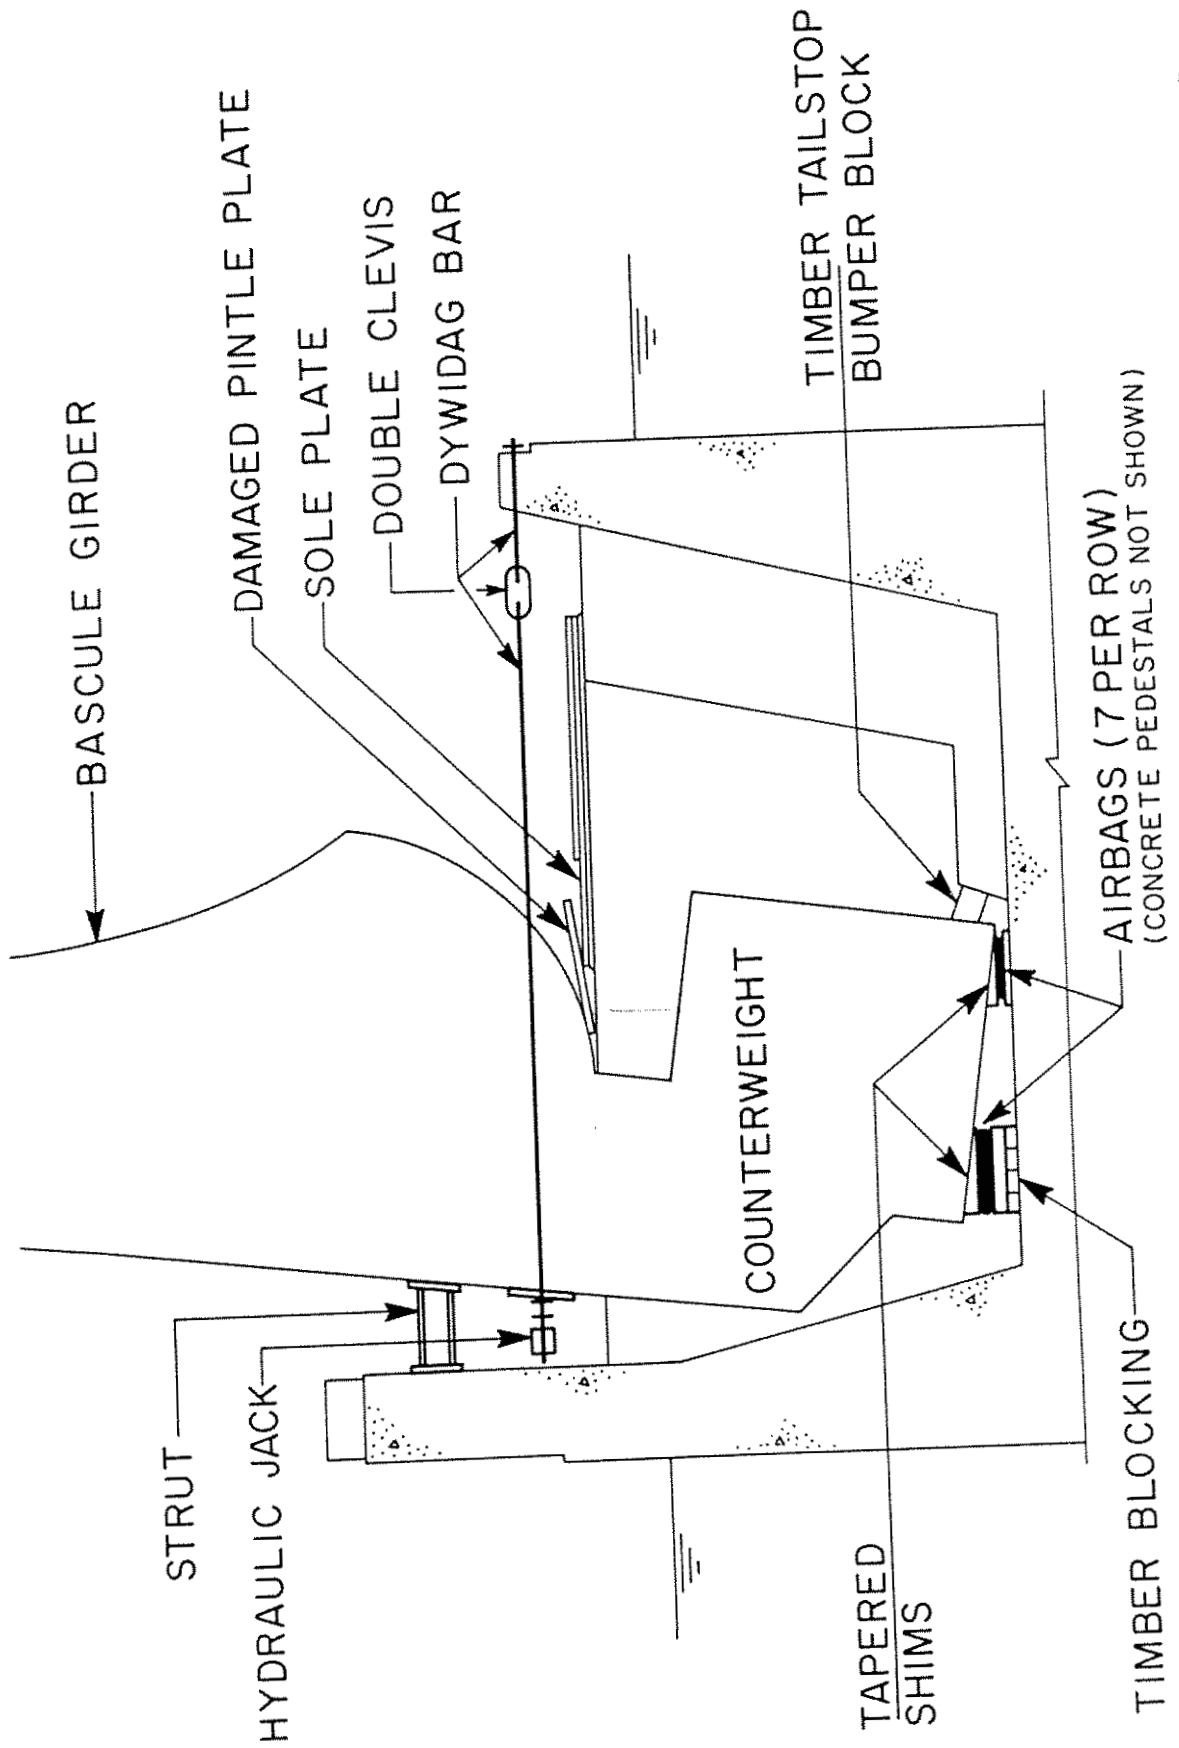 BASCULE GIRDER
DAMAGED PINTLE PLATE
SOLE PLATE
DOUBLE CLEVIS
DYWIDAG BAR
STRUT
HYDRAULIC JACK
COUNTERWEIGHT
TIMBER TAILSTOP
BUMPER BLOCK
TAPERED
SHIMS
AIRBAGS (7 PER ROW)
(CONCRETE PEDESTALS NOT SHOWN)
TIMBER BLOCKING